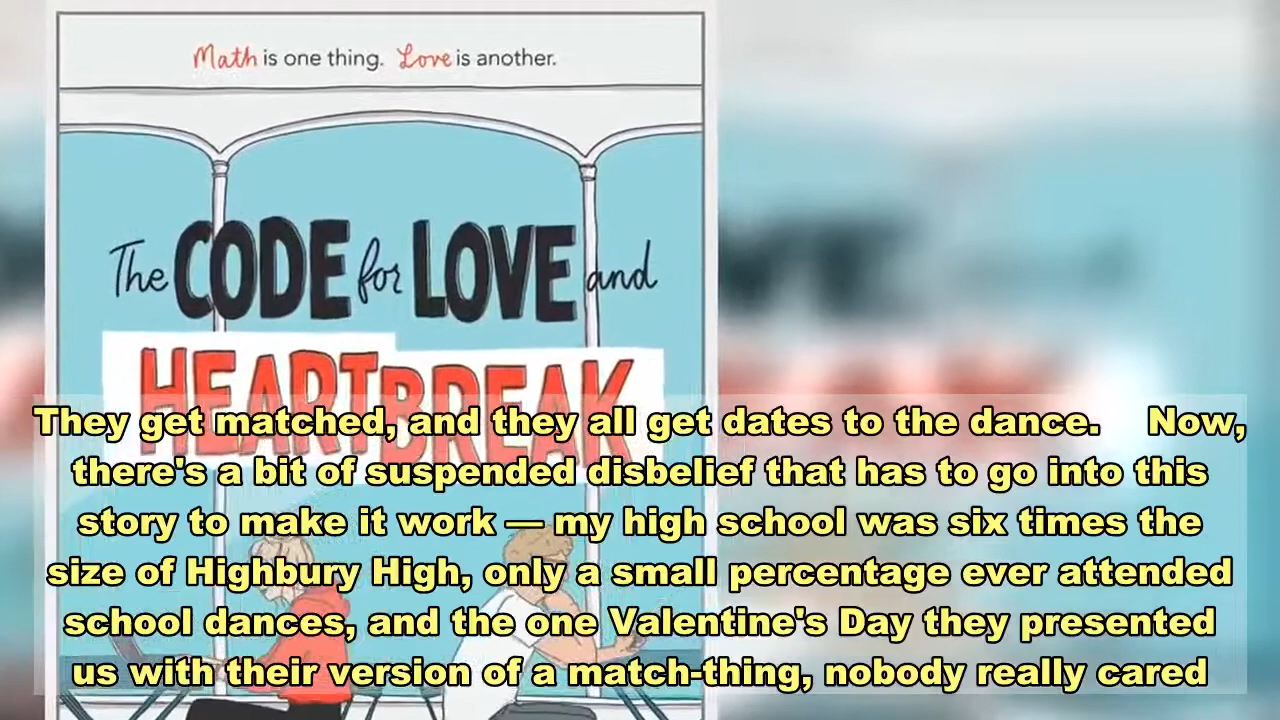 Math is one thing. Love is another.
The CODE for LOVE and
HEARTBREAK
They get matched, and they all get dates to the dance. Now,
there's a bit of suspended disbelief that has to go into this
story to make it work — my high school was six times the
size of Highbury High, only a small percentage ever attended
school dances, and the one Valentine's Day they presented
us with their version of a match-thing, nobody really cared